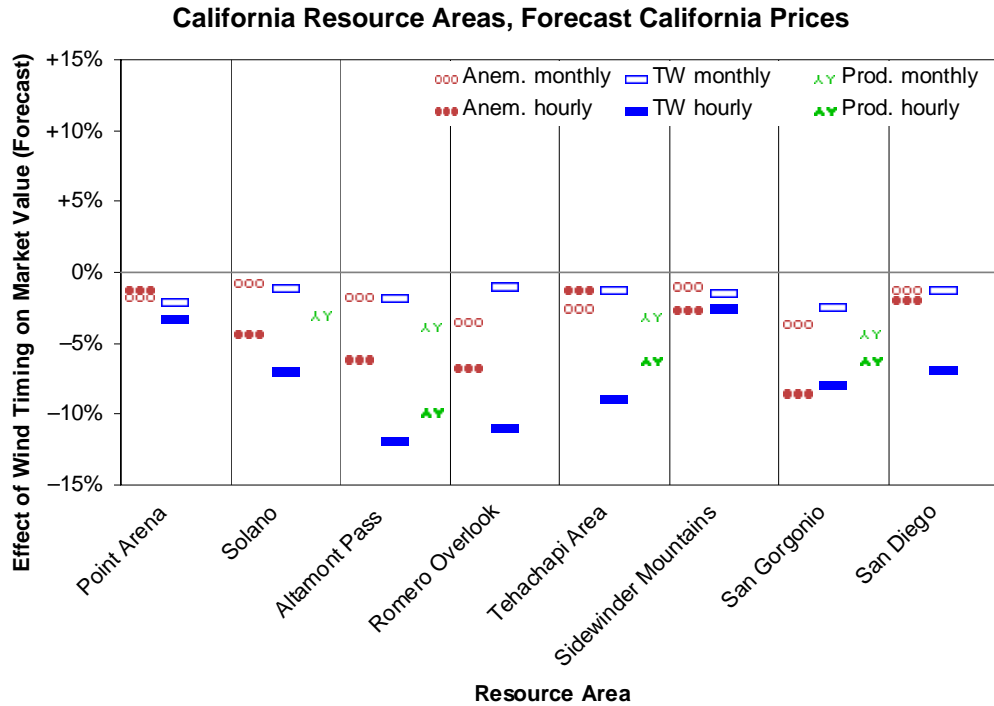 California Resource Areas, Forecast California Prices
Effect of Wind Timing on Market Value (Forecast)
+15%
+10%
+5%
0%
–5%
–10%
–15%
Anem. monthly
TW monthly
Prod. monthly
Anem. hourly
TW hourly
Prod. hourly
Point Arena
Solano
Altamont Pass
Romero Overlook
Tehachapi Area
Sidewinder Mountains
San Gorgonio
San Diego
Resource Area